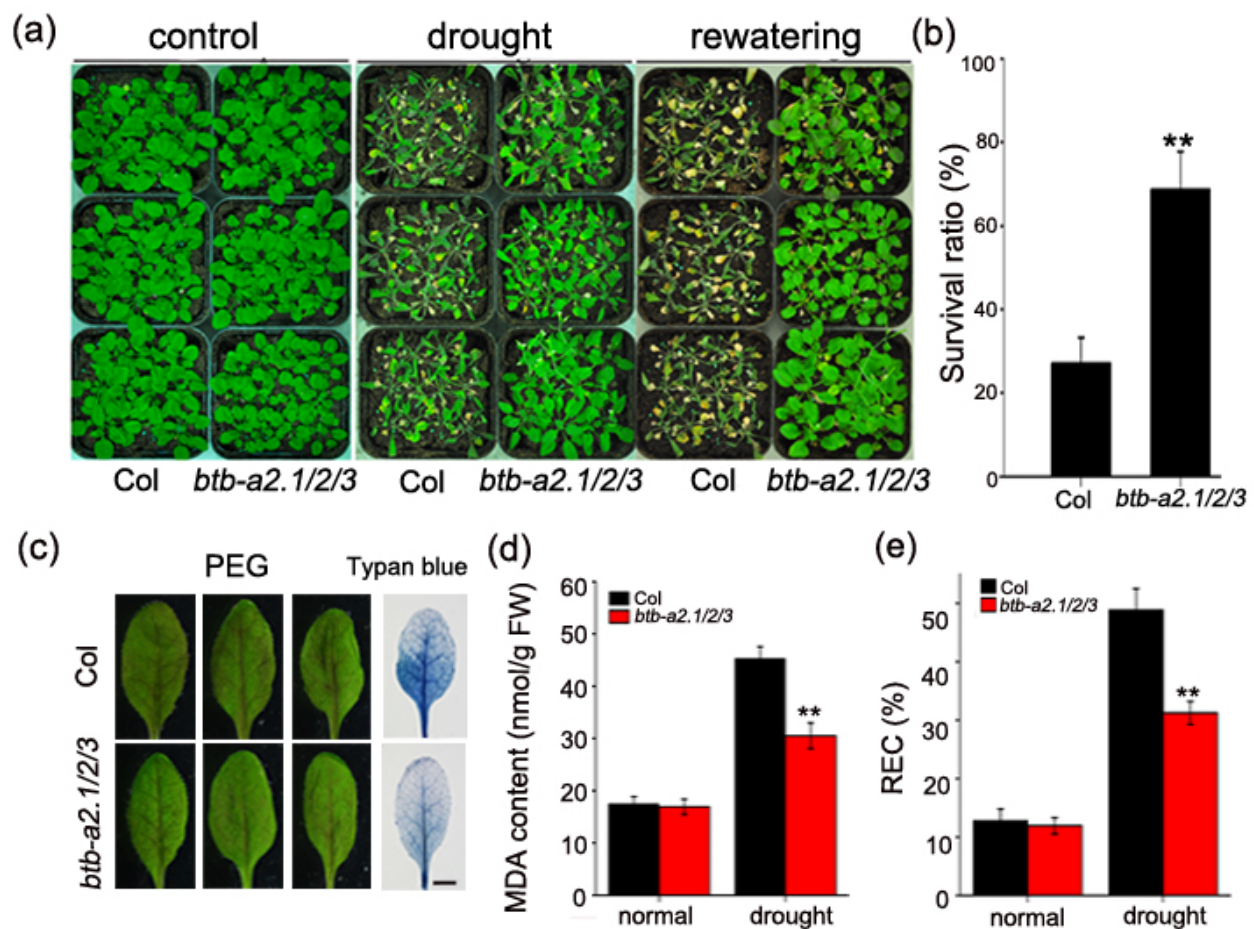 (a)
control drought rewatering
Col btb-a2.1/2/3 Col btb-a2.1/2/3 Col btb-a2.1/2/3
(b)
Survival ratio (%)
100
80
60
40
20
0
**
Col btb-a2.1/2/3
(c)
PEG Typan blue
Col
btb-a2.1/2/3
(d)
MDA content (nmol/g FW)
60
50
40
30
20
10
0
Col
btb-a2.1/2/3
**
normal drought
(e)
REC (%)
50
40
30
20
10
0
Col
btb-a2.1/2/3
**
normal drought